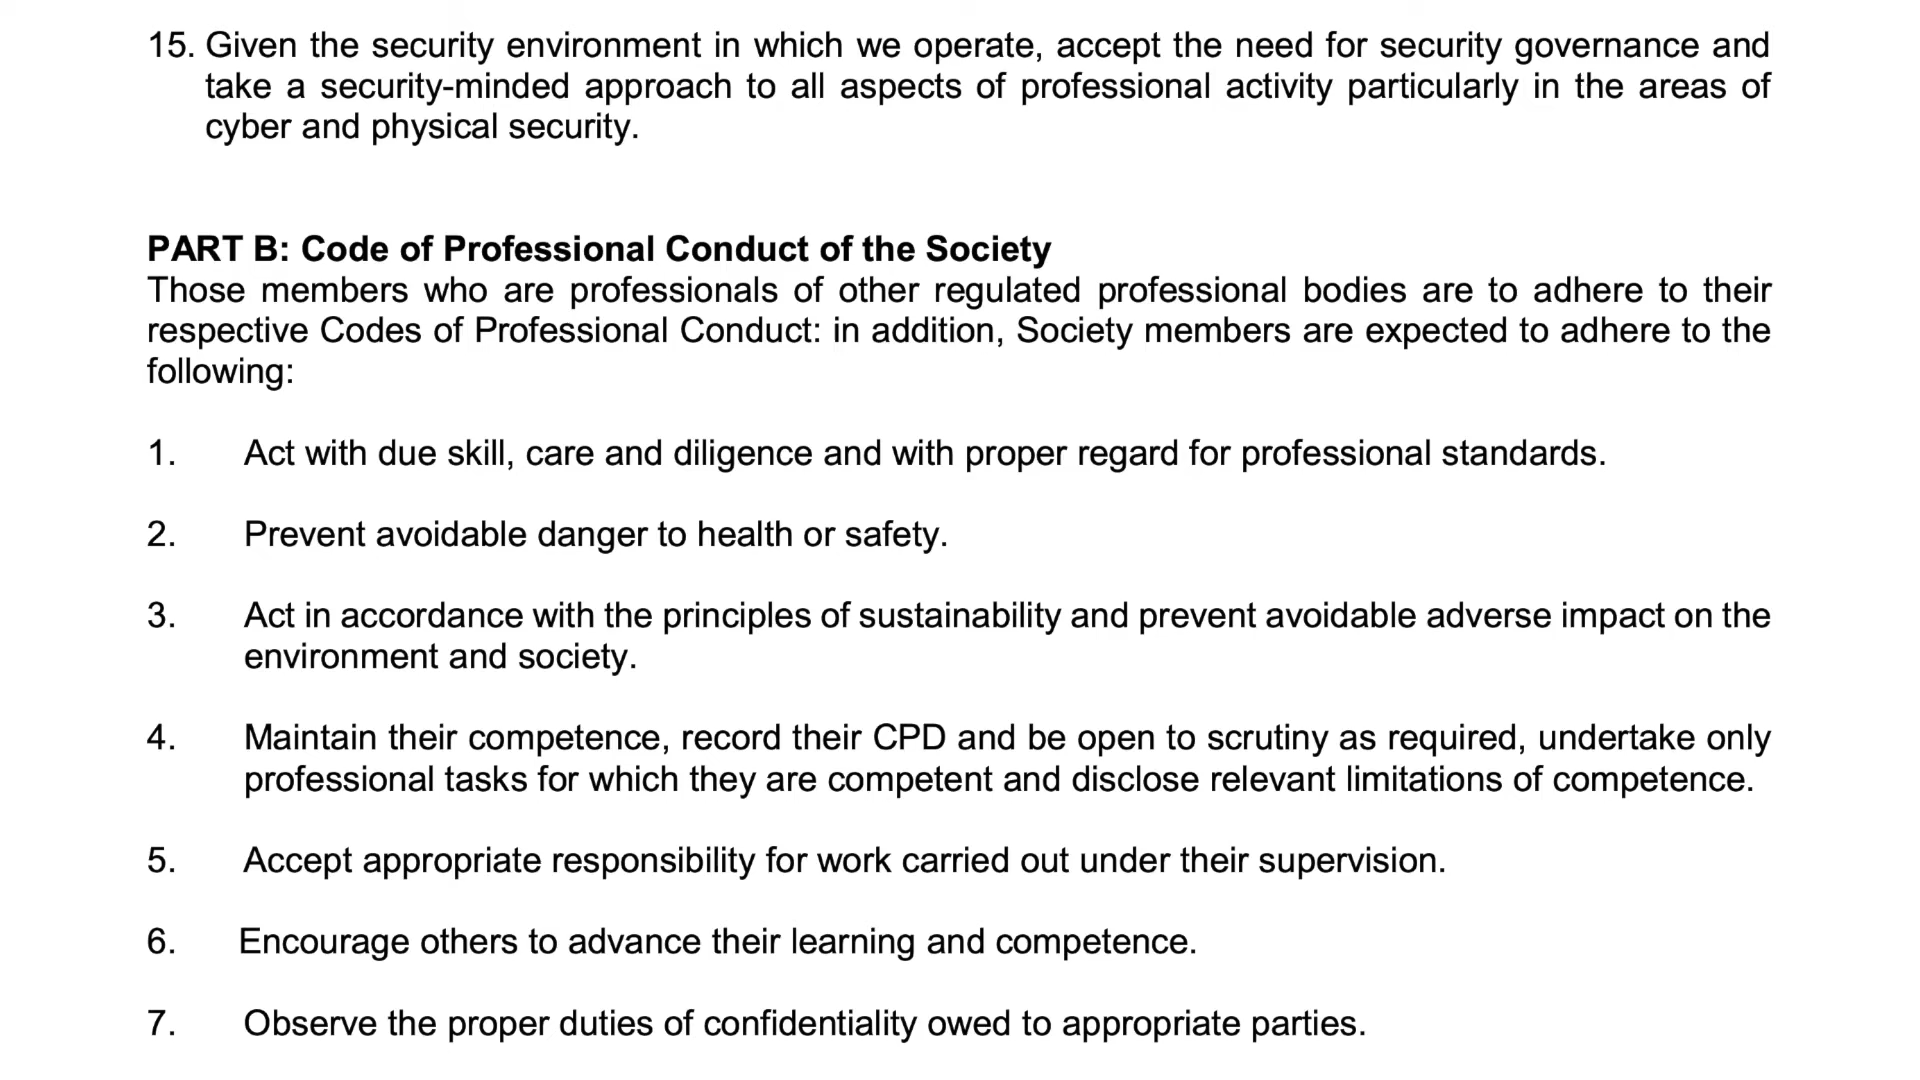 15. Given the security environment in which we operate, accept the need for security governance and
take a security-minded approach to all aspects of professional activity particularly in the areas of
cyber and physical security.
PART B: Code of Professional Conduct of the Society
Those members who are professionals of other regulated professional bodies are to adhere to their
respective Codes of Professional Conduct: in addition, Society members are expected to adhere to the
following:
1. Act with due skill, care and diligence and with proper regard for professional standards.
2. Prevent avoidable danger to health or safety.
3. Act in accordance with the principles of sustainability and prevent avoidable adverse impact on the
environment and society.
4. Maintain their competence, record their CPD and be open to scrutiny as required, undertake only
professional tasks for which they are competent and disclose relevant limitations of competence.
5. Accept appropriate responsibility for work carried out under their supervision.
6. Encourage others to advance their learning and competence.
7. Observe the proper duties of confidentiality owed to appropriate parties.